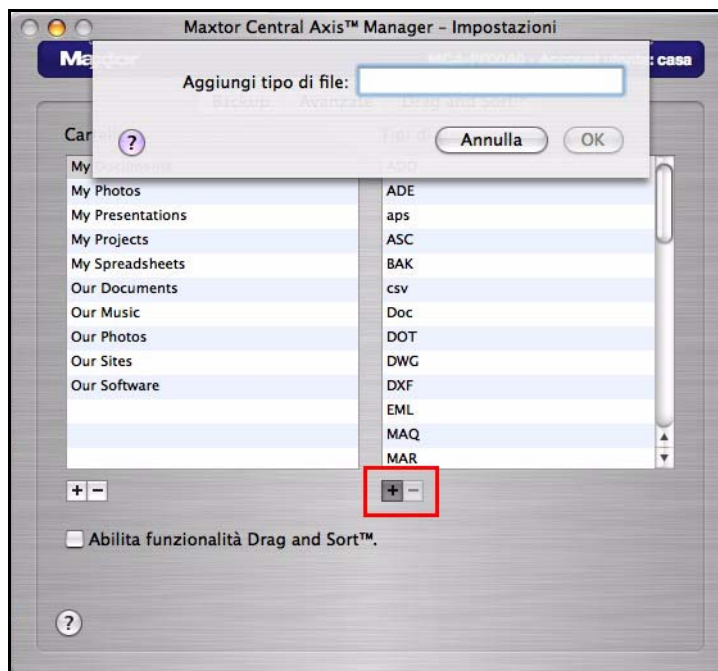 Maxtor Central Axis™ Manager – Impostazioni
: casa
Aggiungi tipo di file:
Backup Avanzate Drag and Sort™
?
Annulla
OK
My
My Photos
My Presentations
My Projects
My Spreadsheets
Our Documents
Our Music
Our Photos
Our Sites
Our Software
ADE
aps
ASC
BAK
csv
Doc
DOT
DWG
DXF
EML
MAQ
MAR
+ −
+ −
Abilita funzionalità Drag and Sort™.
?